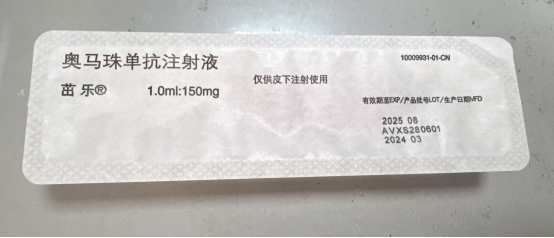 奥马珠单抗注射液
10009931-01-CN
茁乐®
1.0ml:150mg
仅供皮下注射使用
有效期至EXP/产品批号LOT/生产日期MFD
2025 08
AVXS280601
2024 03